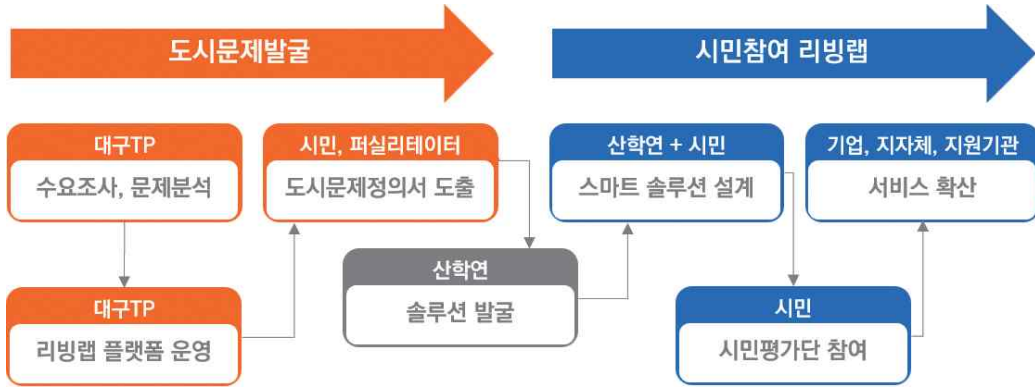 도시문제발굴
시민참여 리빙랩
대구TP
수요조사, 문제분석
시민, 퍼실리테이터
도시문제정의서 도출
산학연 + 시민
스마트 솔루션 설계
기업, 지자체, 지원기관
서비스 확산
산학연
솔루션 발굴
대구TP
리빙랩 플랫폼 운영
시민
시민평가단 참여